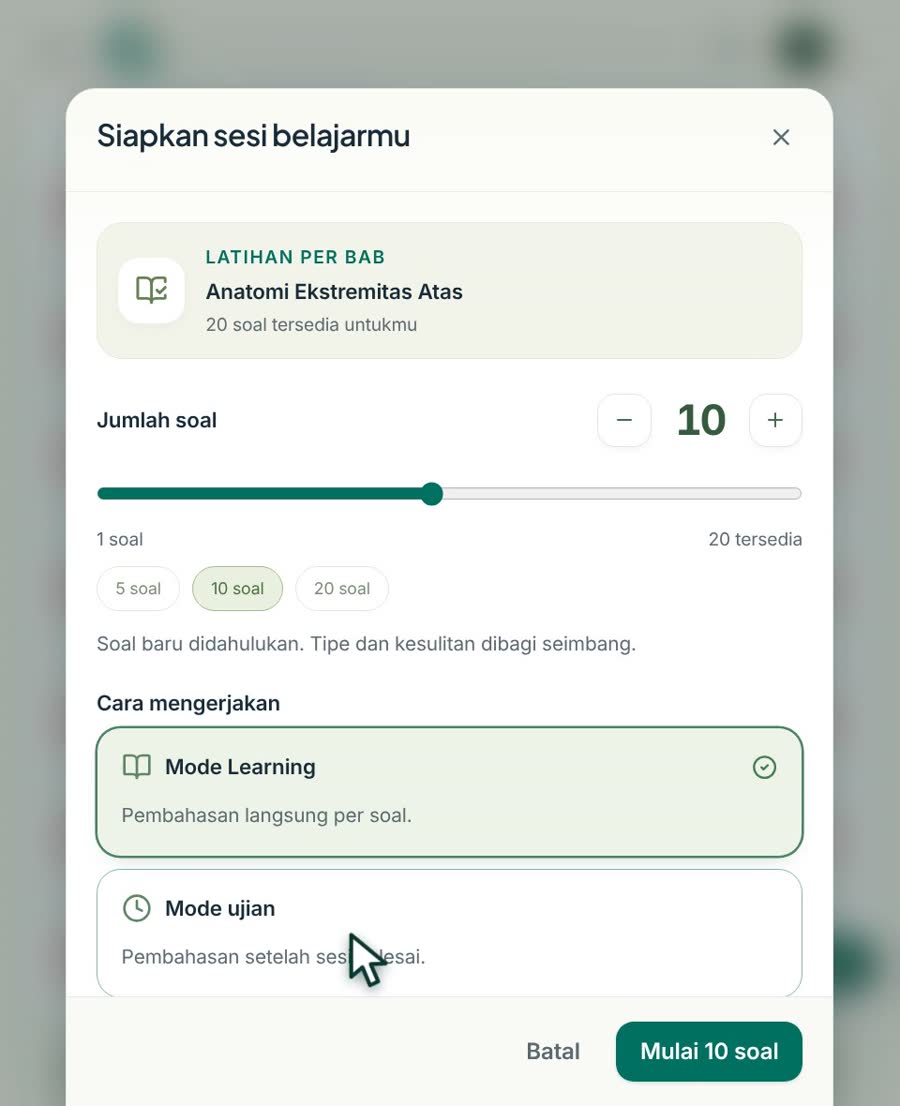 Siapkan sesi belajarmu
LATIHAN PER BAB
Anatomi Ekstremitas Atas
20 soal tersedia untukmu
Jumlah soal
− 10 +
1 soal 20 tersedia
5 soal 10 soal 20 soal
Soal baru didahulukan. Tipe dan kesulitan dibagi seimbang.
Cara mengerjakan
Mode Learning
Pembahasan langsung per soal.
Mode ujian
Pembahasan setelah
Batal Mulai 10 soal